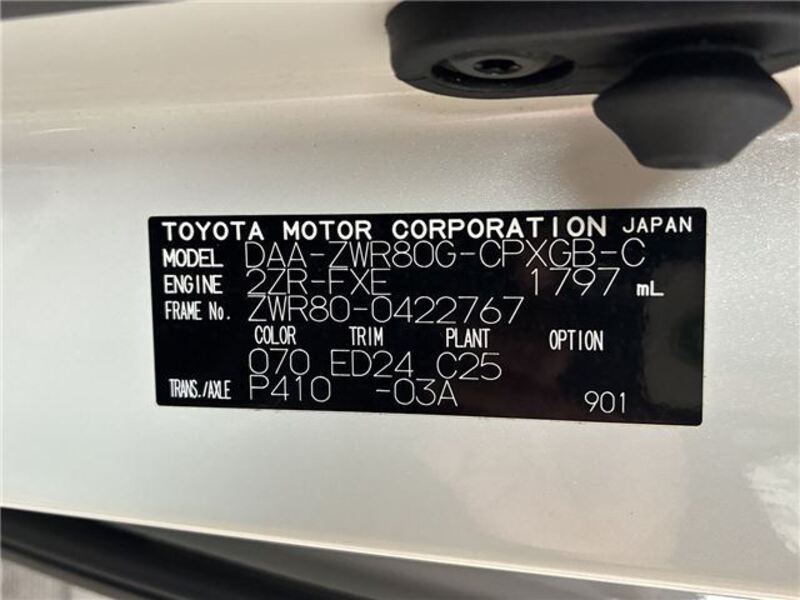 TOYOTA MOTOR CORPORATION JAPAN
MODEL DAA-ZWR80G-CPXGB-C
ENGINE 2ZR-FXE 1797 mL
FRAME No. ZWR80-0422767
COLOR TRIM PLANT OPTION
070 ED24 C25
TRANS./AXLE P410 -03A 901